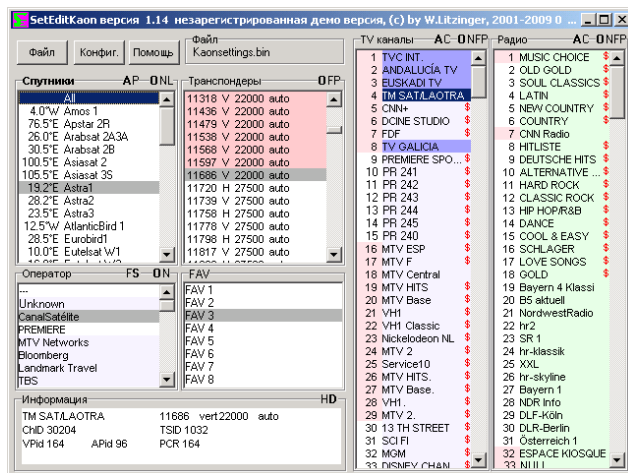 SetEditKaon версия 1.14 незарегистрированная демо версия, (c) by W.Litzinger, 2001-2009 0 ...
Файл Конфиг. Помощь
Файл
Kaonsettings.bin
Спутники AP ONL
All
4.0°W Amos 1
76.5°E Apstar 2R
26.0°E Arabsat 2A3A
30.5°E Arabsat 2B
100.5°E Asiasat 2
105.5°E Asiasat 3S
19.2°E Astra1
28.2°E Astra2
23.5°E Astra3
12.5°W AtlanticBird 1
28.5°E Eurobird1
10.0°E Eutelsat W1
Транспондеры OFP
11318 V 22000 auto
11436 V 22000 auto
11479 V 22000 auto
11538 V 22000 auto
11568 V 22000 auto
11597 V 22000 auto
11686 V 22000 auto
11720 H 27500 auto
11739 V 27500 auto
11758 H 27500 auto
11778 V 27500 auto
11798 H 27500 auto
11817 V 27500 auto
Оператор FS ON
---
Unknown
CanalSatélite
PREMIERE
MTV Networks
Bloomberg
Landmark Travel
TBS
FAV
FAV 1
FAV 2
FAV 3
FAV 4
FAV 5
FAV 6
FAV 7
FAV 8
Информация HD
TM SAT/LAOTRA 11686 vert22000 auto
ChID 30204 TSID 1032
VPid 164 APid 96 PCR 164
TV каналы AC ONFP
1 TVC INT.
2 ANDALUCÍA TV
3 EUSKADI TV
4 TM SAT/LAOTRA
5 CNN+ $
6 DCINE STUDIO $
7 FDF $
8 TV GALICIA
9 PREMIERE SPO... $
10 PR 241 $
11 PR 242 $
12 PR 243 $
13 PR 244 $
14 PR 245 $
15 PR 240 $
16 MTV ESP $
17 MTV F $
18 MTV Central
19 MTV HITS $
20 MTV Base $
21 VH1 $
22 VH1 Classic $
23 Nickelodeon NL $
24 MTV 2 $
25 Service10 $
26 MTV HITS. $
27 MTV Base. $
28 VH1. $
29 MTV 2. $
30 13 TH STREET $
31 SCI FI $
32 MGM $
33 DISNEY CHAN $
Радио AC ONFP
1 MUSIC CHOICE $
2 OLD GOLD $
3 SOUL CLASSICS $
4 LATIN $
5 NEW COUNTRY $
6 COUNTRY $
7 CNN Radio
8 HITLISTE $
9 DEUTSCHE HITS $
10 ALTERNATIVE ... $
11 HARD ROCK $
12 CLASSIC ROCK $
13 HIP HOP/R&B $
14 DANCE $
15 COOL & EASY $
16 SCHLAGER $
17 LOVE SONGS $
18 GOLD $
19 Bayern 4 Klassi
20 B5 aktuell
21 NordwestRadio
22 hr2
23 SR 1
24 hr-klassik
25 XXL
26 hr-skyline
27 Bayern 1
28 NDR Info
29 DLF-Köln
30 DLR-Berlin
31 Österreich 1
32 ESPACE KIOSQUE
33 NULL